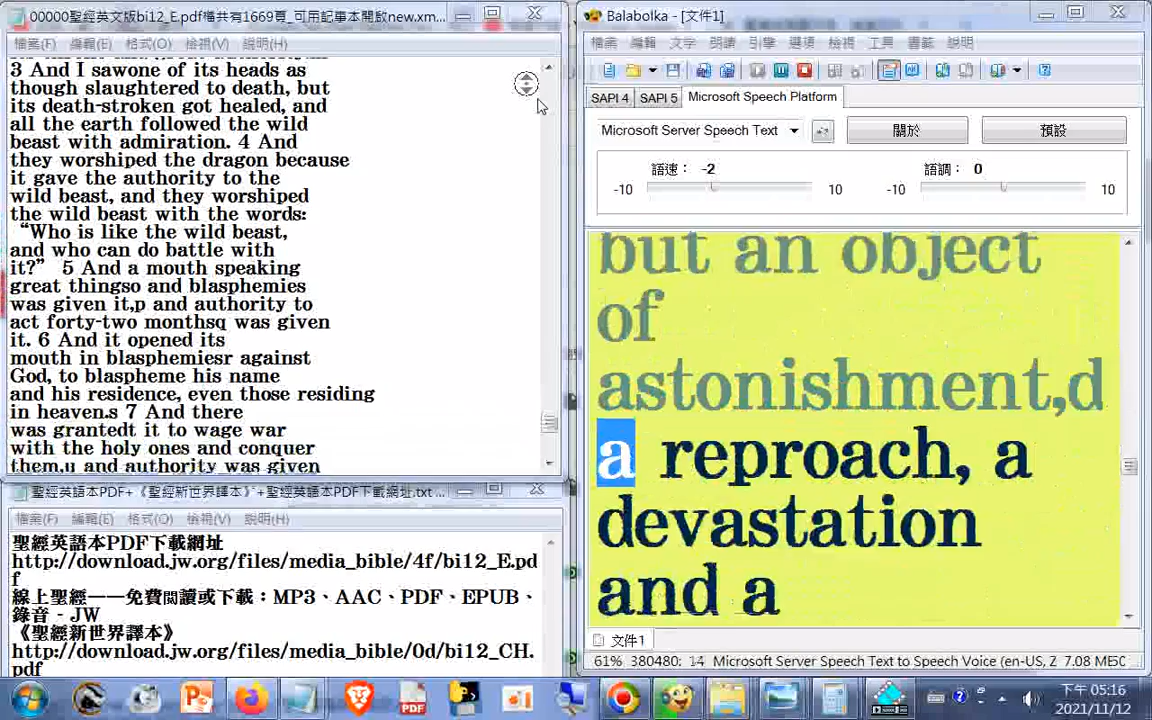 00000聖經英文版bi12_E.pdf檔共有1669頁_可用記事本開啟new.xm...
檔案(F) 編輯(E) 格式(O) 檢視(V) 說明(H)
3 And I sawone of its heads as
though slaughtered to death, but
its death-stroken got healed, and
all the earth followed the wild
beast with admiration. 4 And
they worshiped the dragon because
it gave the authority to the
wild beast, and they worshiped
the wild beast with the words:
“Who is like the wild beast,
and who can do battle with
it?” 5 And a mouth speaking
great thingso and blasphemies
was given it,p and authority to
act forty-two monthsq was given
it. 6 And it opened its
mouth in blasphemiesr against
God, to blaspheme his name
and his residence, even those residing
in heaven.s 7 And there
was grantedt it to wage war
with the holy ones and conquer
them,u and authority was given
聖經英語本PDF+《聖經新世界譯本》+聖經英語本PDF下載網址.txt ...
檔案(F) 編輯(E) 格式(O) 檢視(V) 說明(H)
聖經英語本PDF下載網址
http://download.jw.org/files/media_bible/4f/bi12_E.pd
f
線上聖經——免費閱讀或下載：MP3、AAC、PDF、EPUB、
錄音 - JW
《聖經新世界譯本》
http://download.jw.org/files/media_bible/0d/bi12_CH.
pdf
Balabolka - [文件1]
檔案 編輯 文字 朗讀 引擎 選項 檢視 工具 書籤 說明
SAPI 4 SAPI 5 Microsoft Speech Platform
Microsoft Server Speech Text 關於 預設
語速： -2 語調： 0
-10 10 -10 10
but an object
of
astonishment,d
a reproach, a
devastation
and a
文件1
61% 380480: 14 Microsoft Server Speech Text to Speech Voice (en-US, Z 7.08 МБ
下午 05:16
2021/11/12